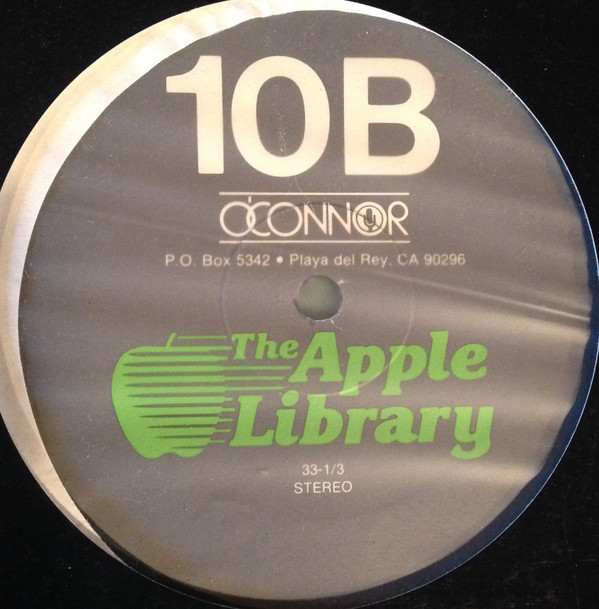 10B
O'CONNOR
P.O. Box 5342 • Playa del Rey, CA 90296
The Apple
Library
33-1/3
STEREO